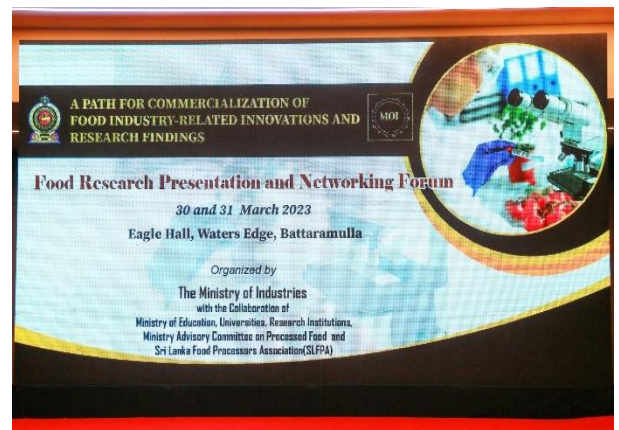 A PATH FOR COMMERCIALIZATION OF
FOOD INDUSTRY-RELATED INNOVATIONS AND
RESEARCH FINDINGS
MOI
Food Research Presentation and Networking Forum
30 and 31 March 2023
Eagle Hall, Waters Edge, Battaramulla
Organized by
The Ministry of Industries
with the Collaboration of
Ministry of Education, Universities, Research Institutions,
Ministry Advisory Committee on Processed Food and
Sri Lanka Food Processors Association(SLFPA)